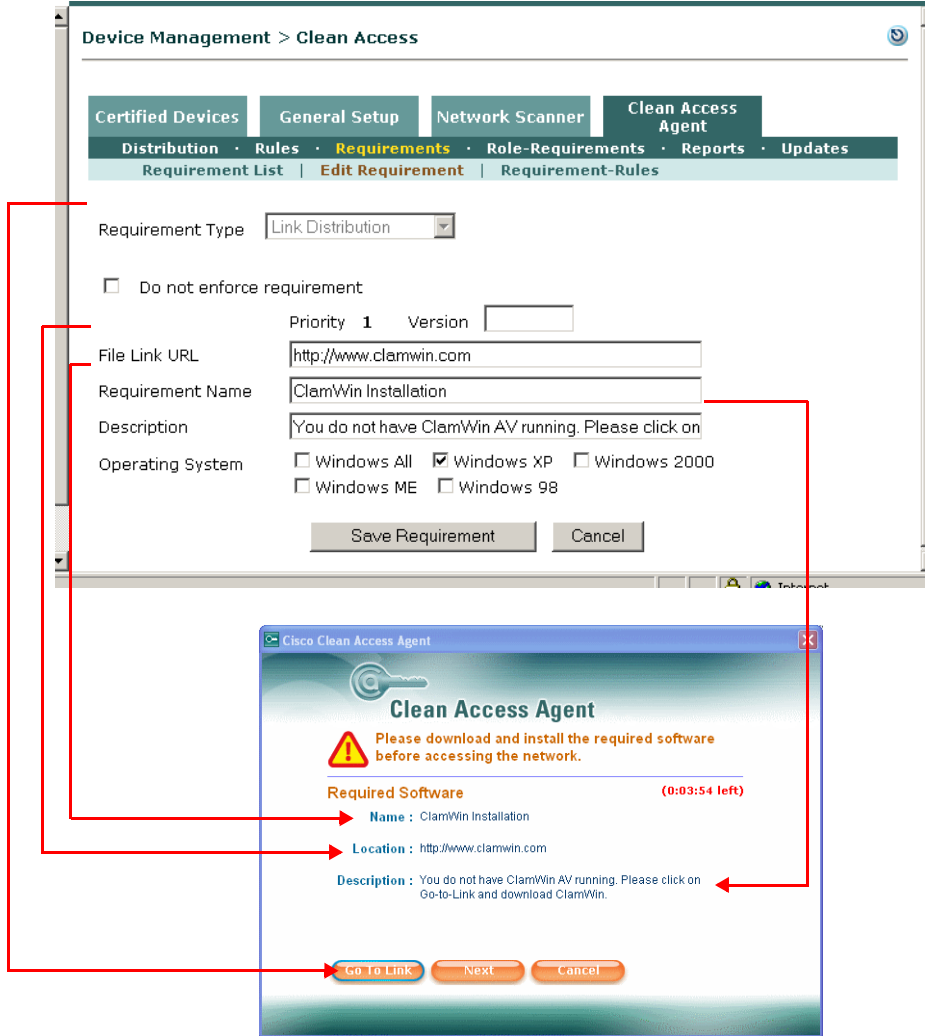 Device Management > Clean Access
Certified Devices General Setup Network Scanner Clean Access Agent
Distribution · Rules · Requirements · Role-Requirements · Reports · Updates
Requirement List | Edit Requirement | Requirement-Rules
Requirement Type Link Distribution
Do not enforce requirement
Priority 1 Version
File Link URL http://www.clamwin.com
Requirement Name ClamWin Installation
Description You do not have ClamWin AV running. Please click on
Operating System Windows All Windows XP Windows 2000
Windows ME Windows 98
Save Requirement Cancel
Internet
Cisco Clean Access Agent
Clean Access Agent
Please download and install the required software
before accessing the network.
Required Software (0:03:54 left)
Name : ClamWin Installation
Location : http://www.clamwin.com
Description : You do not have ClamWin AV running. Please click on
Go-to-Link and download ClamWin.
Go To Link Next Cancel